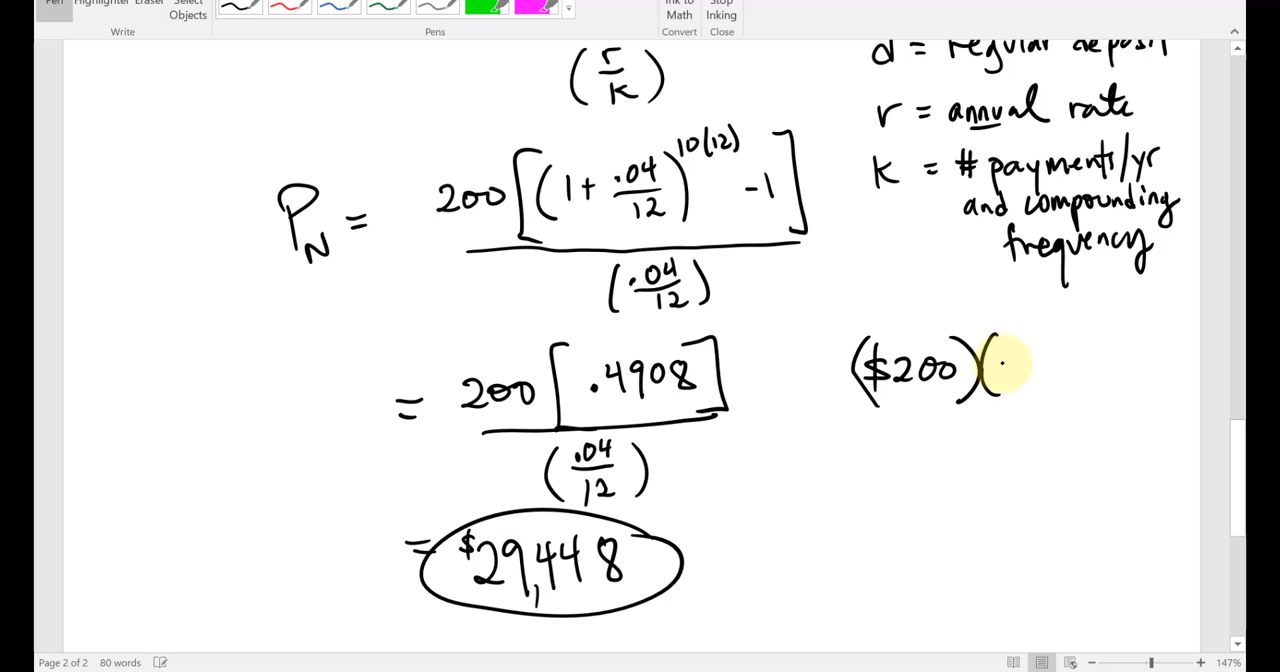 Pen Highlighter Eraser Select Objects
Ink to Math
Stop Inking
Write
Pens
Convert
Close
(r/k)
d = regular deposit
r = annual rate
k = # payments/yr
and compounding
frequency
P_N = 200[(1 + .04/12)^10(12) - 1]
(.04/12)
= 200[.4908]
(.04/12)
($200)(.
= $29,448
Page 2 of 2 80 words
147%